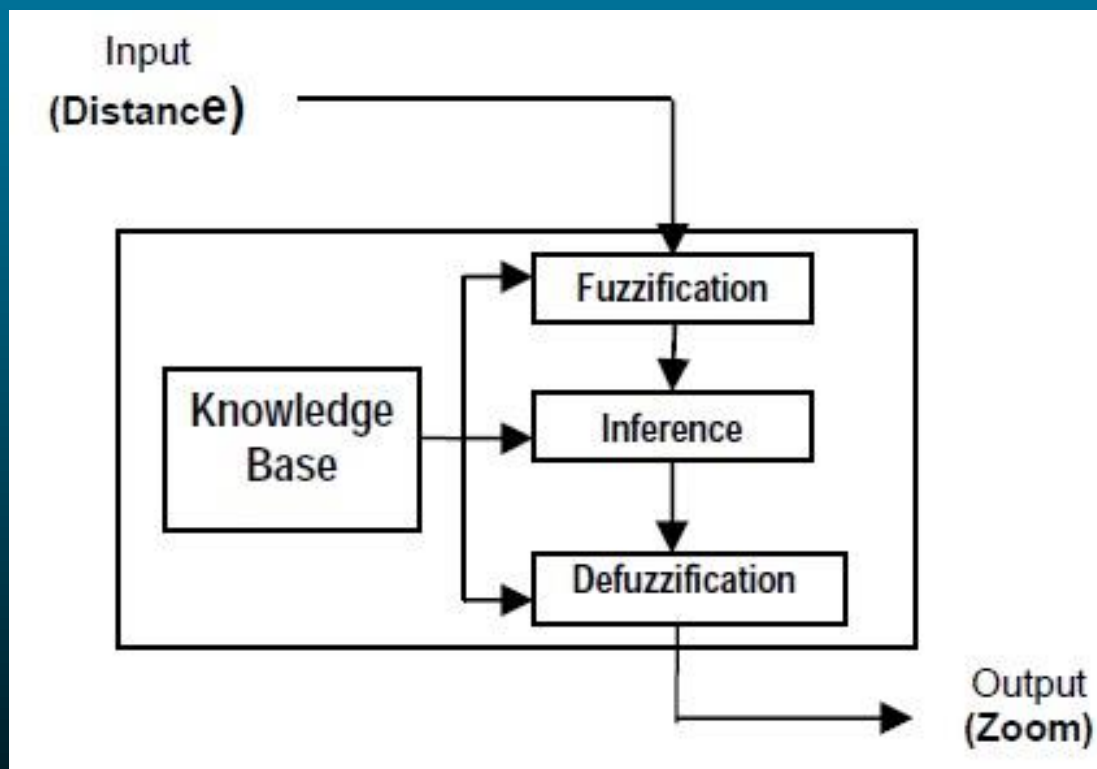 Input
(Distance)
Fuzzification
Knowledge
Base
Inference
Defuzzification
Output
(Zoom)